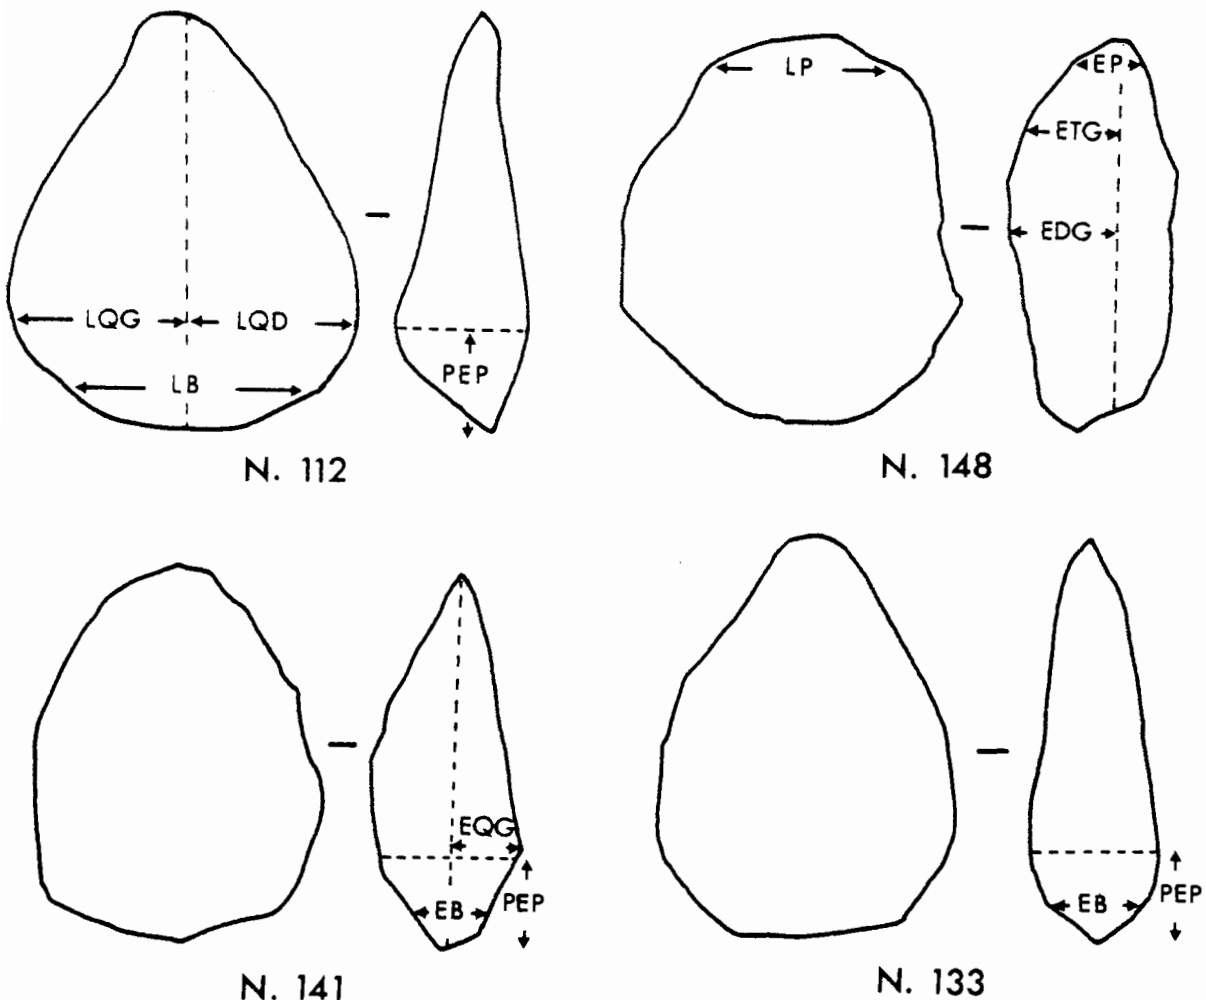 LP
EP
ETG
EDG
LQG LQD
LB
PEP
N. 112
N. 148
EQG
EB
PEP
EB
PEP
N. 141
N. 133